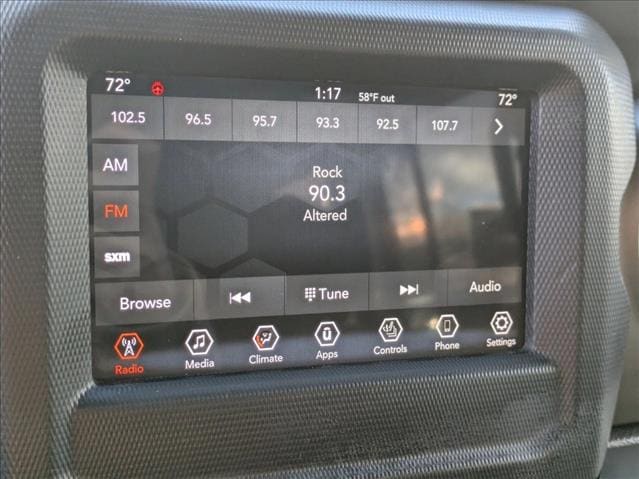 72° 1:17 58°F out 72°
102.5 96.5 95.7 93.3 92.5 107.7
AM
Rock
FM
90.3
Altered
sxm
Browse Tune Audio
Radio Media Climate Apps Controls Phone Settings